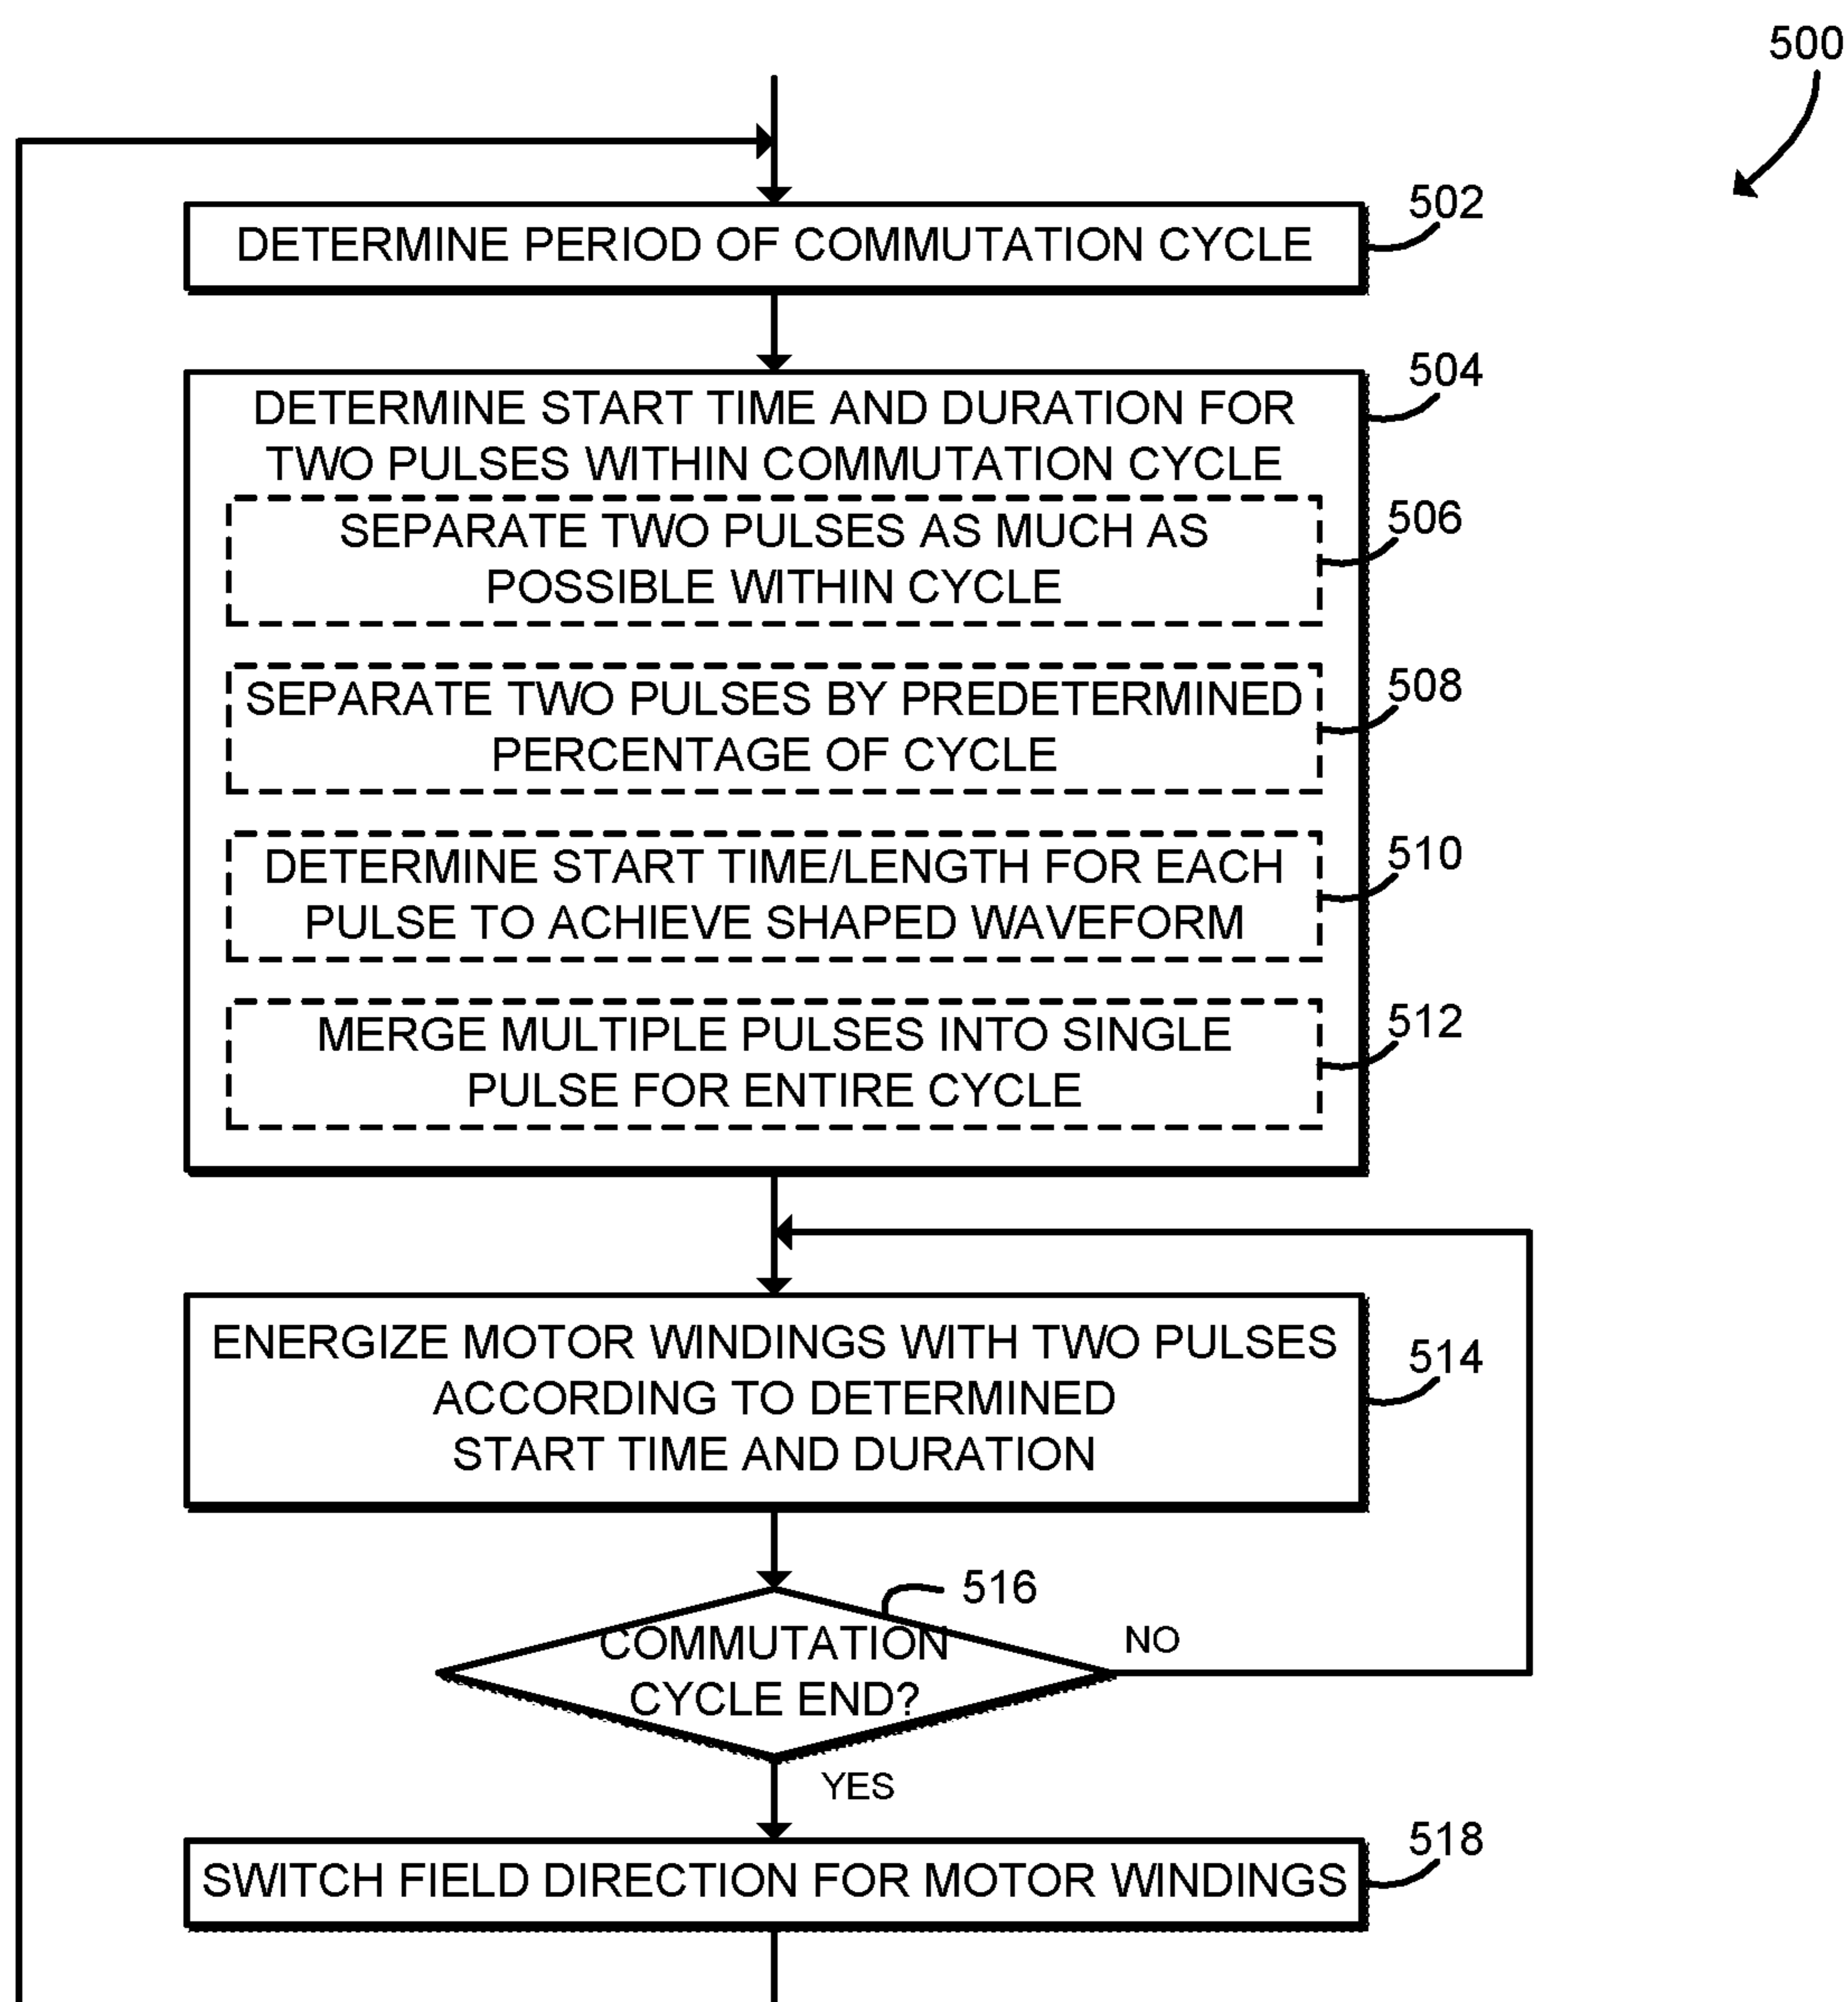 500
DETERMINE PERIOD OF COMMUTATION CYCLE
502
DETERMINE START TIME AND DURATION FOR
TWO PULSES WITHIN COMMUTATION CYCLE
504
SEPARATE TWO PULSES AS MUCH AS
POSSIBLE WITHIN CYCLE
506
SEPARATE TWO PULSES BY PREDETERMINED
PERCENTAGE OF CYCLE
508
DETERMINE START TIME/LENGTH FOR EACH
PULSE TO ACHIEVE SHAPED WAVEFORM
510
MERGE MULTIPLE PULSES INTO SINGLE
PULSE FOR ENTIRE CYCLE
512
ENERGIZE MOTOR WINDINGS WITH TWO PULSES
ACCORDING TO DETERMINED
START TIME AND DURATION
514
516
COMMUTATION
CYCLE END?
NO
YES
SWITCH FIELD DIRECTION FOR MOTOR WINDINGS
518